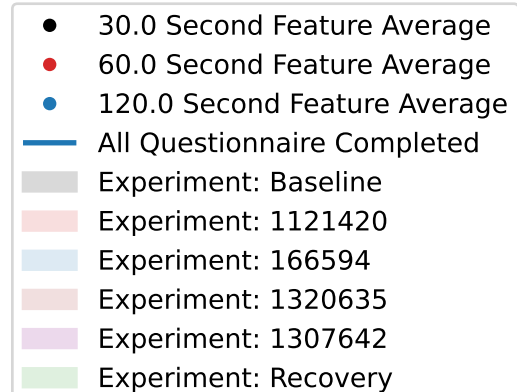 30.0 Second Feature Average
60.0 Second Feature Average
120.0 Second Feature Average
All Questionnaire Completed
Experiment: Baseline
Experiment: 1121420
Experiment: 166594
Experiment: 1320635
Experiment: 1307642
Experiment: Recovery